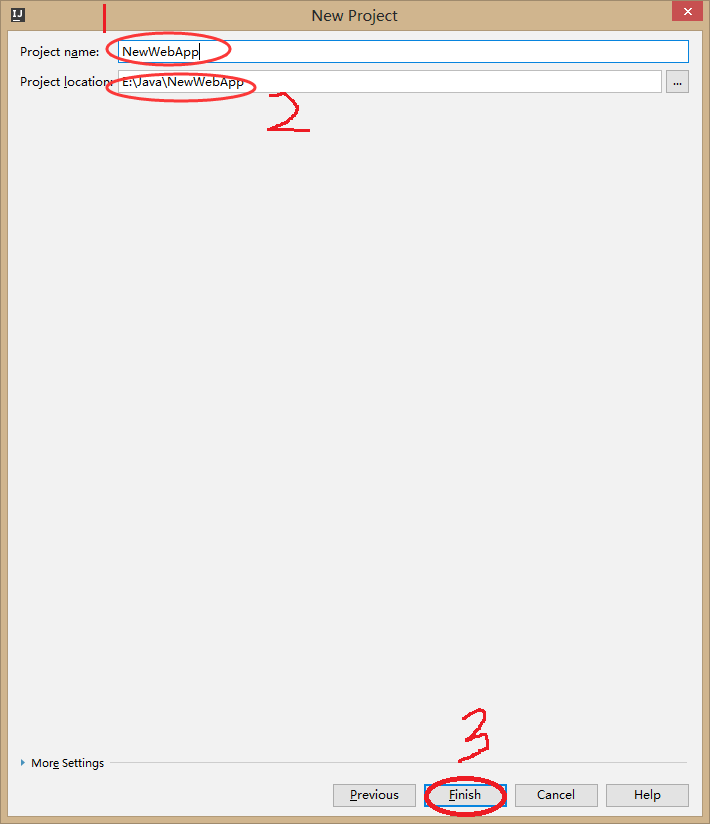 IJ
New Project
1
Project name: NewWebApp
Project location: E:\Java\NewWebApp ...
2
3
More Settings
Previous Finish Cancel Help